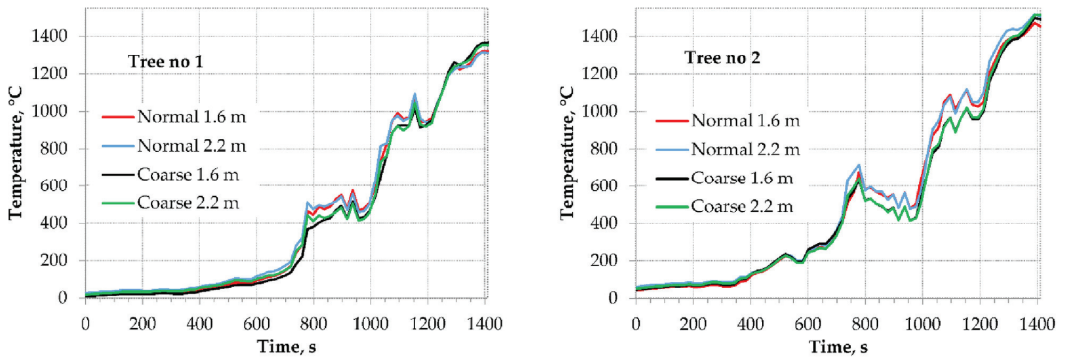 Temperature, °C
1400
1200
1000
800
600
400
200
0
Tree no 1
Normal 1.6 m
Normal 2.2 m
Coarse 1.6 m
Coarse 2.2 m
0 200 400 600 800 1000 1200 1400
Time, s
Temperature, °C
1400
1200
1000
800
600
400
200
0
Tree no 2
Normal 1.6 m
Normal 2.2 m
Coarse 1.6 m
Coarse 2.2 m
0 200 400 600 800 1000 1200 1400
Time, s